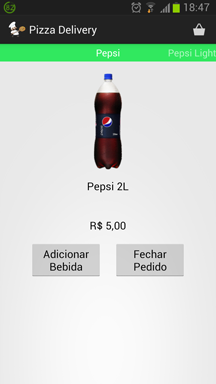 18:47
Pizza Delivery
Pepsi
Pepsi Light
Pepsi 2L
R$ 5,00
Adicionar
Bebida
Fechar
Pedido